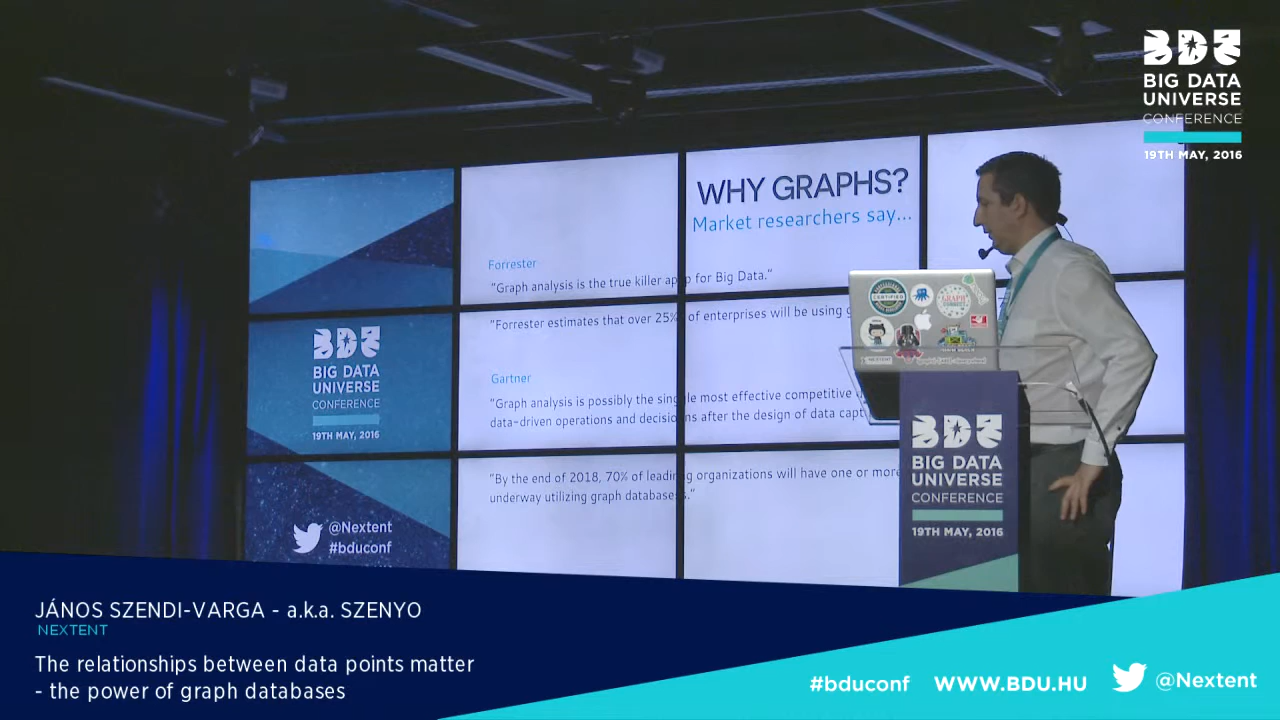 BDU
BIG DATA
UNIVERSE
CONFERENCE
19TH MAY, 2016
WHY GRAPHS?
Market researchers say...
Forrester
"Graph analysis is the true killer app for Big Data."
"Forrester estimates that over 25% of enterprises will be using
Gartner
"Graph analysis is possibly the single most effective competitive
data-driven operations and decisions after the design of data capt
"By the end of 2018, 70% of leading organizations will have one or more
underway utilizing graph databases."
BDU
BIG DATA
UNIVERSE
CONFERENCE
19TH MAY, 2016
@Nextent
#bduconf
CERTIFIED
GRAPH
CONNECT
NEXTENT
BDU
BIG DATA
UNIVERSE
CONFERENCE
19TH MAY, 2016
JÁNOS SZENDI-VARGA - a.k.a. SZENYO
NEXTENT
The relationships between data points matter
- the power of graph databases
#bduconf WWW.BDU.HU @Nextent